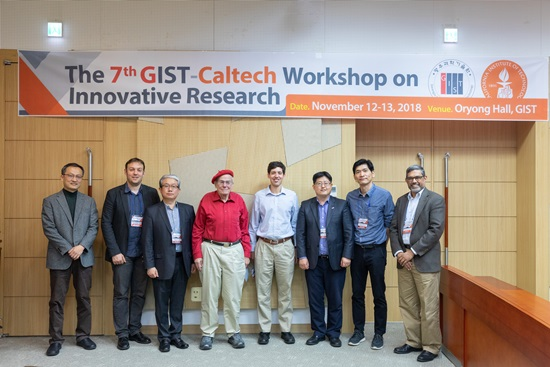 The 7th GIST-Caltech Workshop on
Innovative Research
Date. November 12-13, 2018 Venue. Oryong Hall, GIST